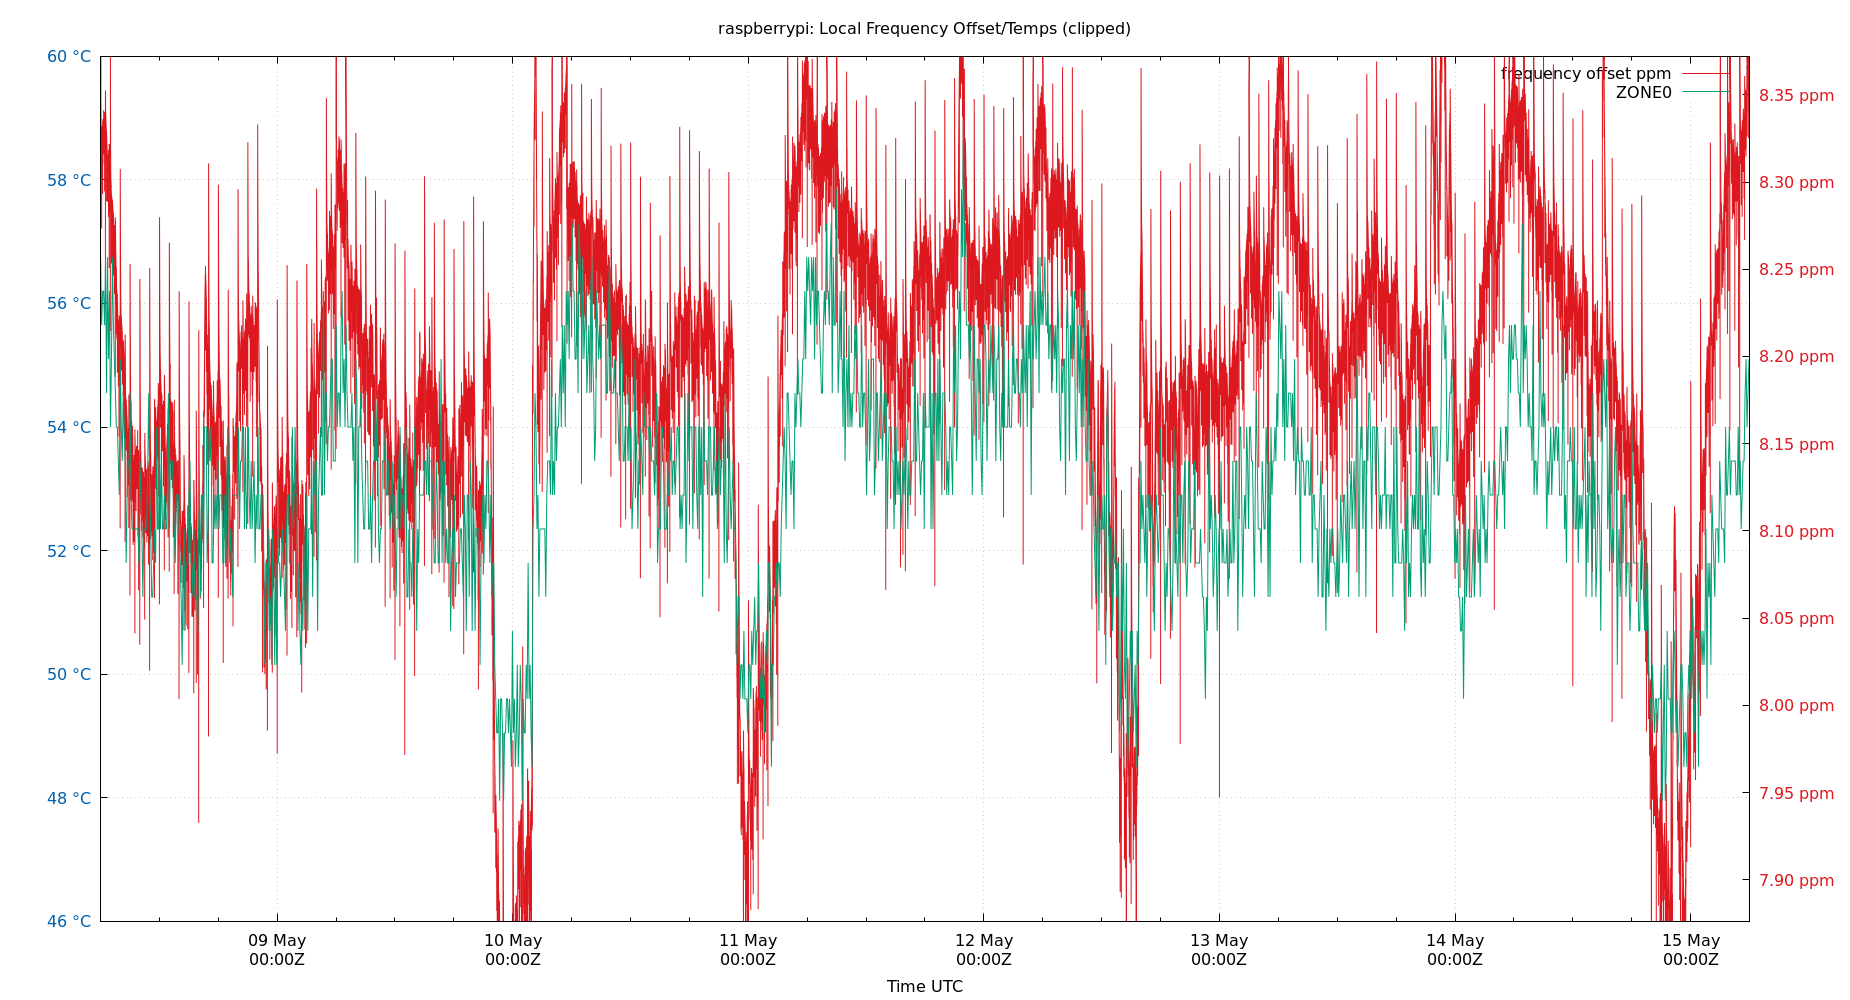 raspberrypi: Local Frequency Offset/Temps (clipped)
60 °C
58 °C
56 °C
54 °C
52 °C
50 °C
48 °C
46 °C
frequency offset ppm
ZONE0
8.35 ppm
8.30 ppm
8.25 ppm
8.20 ppm
8.15 ppm
8.10 ppm
8.05 ppm
8.00 ppm
7.95 ppm
7.90 ppm
09 May
00:00Z
10 May
00:00Z
11 May
00:00Z
12 May
00:00Z
13 May
00:00Z
14 May
00:00Z
15 May
00:00Z
Time UTC